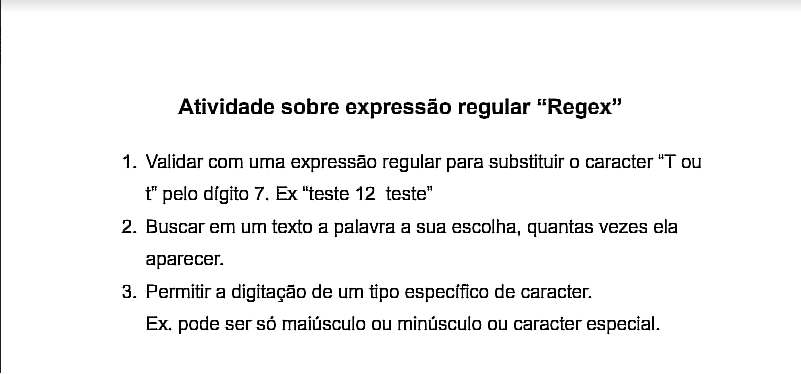 Atividade sobre expressão regular “Regex”
1. Validar com uma expressão regular para substituir o caracter “T ou
t” pelo dígito 7. Ex “teste 12  teste”
2. Buscar em um texto a palavra a sua escolha, quantas vezes ela
aparecer.
3. Permitir a digitação de um tipo específico de caracter.
Ex. pode ser só maiúsculo ou minúsculo ou caracter especial.